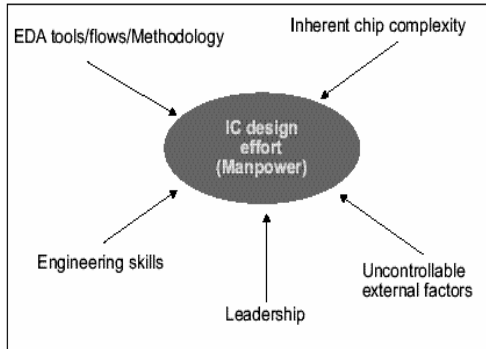 EDA tools/flows/Methodology
Inherent chip complexity
IC design
effort
(Manpower)
Engineering skills
Leadership
Uncontrollable
external factors